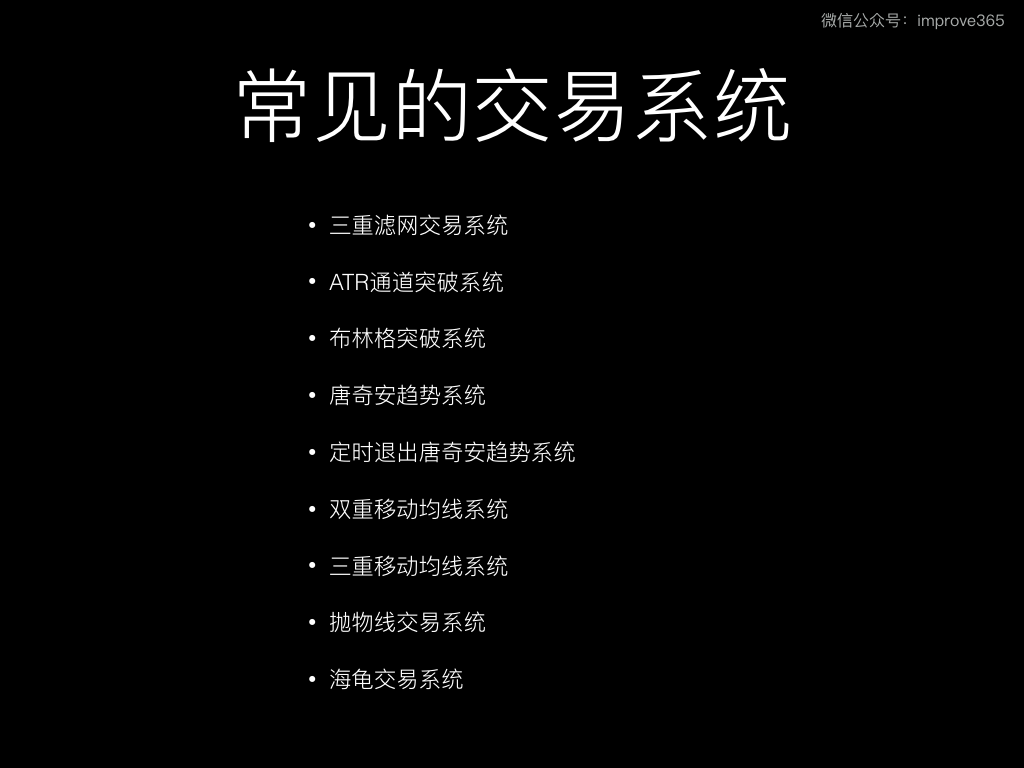 微信公众号：improve365
常见的交易系统
• 三重滤网交易系统
• ATR通道突破系统
• 布林格突破系统
• 唐奇安趋势系统
• 定时退出唐奇安趋势系统
• 双重移动均线系统
• 三重移动均线系统
• 抛物线交易系统
• 海龟交易系统